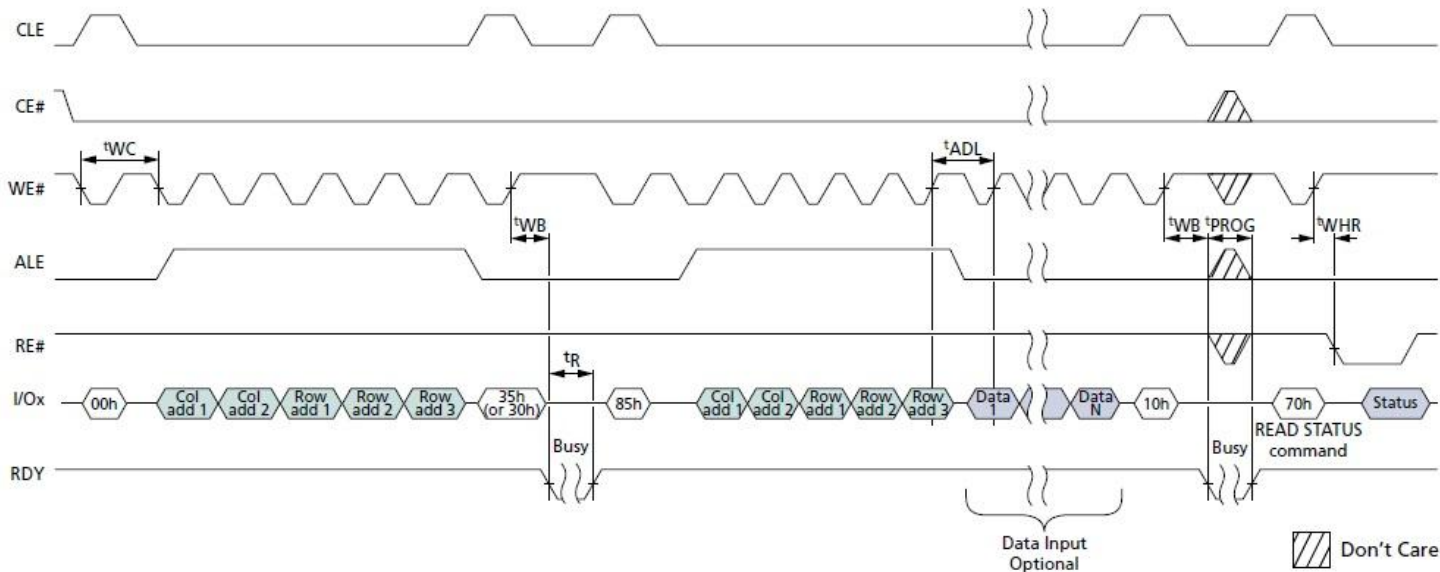 CLE
CE#
tWC
tADL
WE#
tWB
tWB
tPROG
tWHR
ALE
RE#
tR
I/Ox
00h
Col add 1
Col add 2
Row add 1
Row add 2
Row add 3
35h (or 30h)
85h
Col add 1
Col add 2
Row add 1
Row add 2
Row add 3
Data 1
Data N
10h
70h
Status
READ STATUS
command
Busy
Busy
RDY
Data Input
Optional
Don't Care